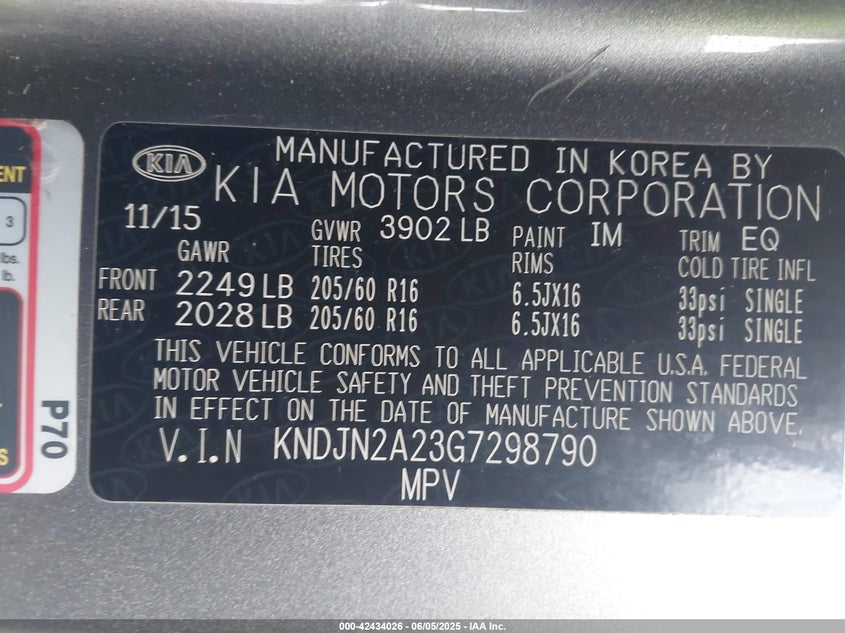 KIA
MANUFACTURED IN KOREA BY
KIA MOTORS CORPORATION
11/15 GVWR 3902 LB PAINT IM TRIM EQ
GAWR TIRES RIMS COLD TIRE INFL
FRONT 2249 LB 205/60 R16 6.5JX16 33psi SINGLE
REAR 2028 LB 205/60 R16 6.5JX16 33psi SINGLE
THIS VEHICLE CONFORMS TO ALL APPLICABLE U.S.A. FEDERAL
MOTOR VEHICLE SAFETY AND THEFT PREVENTION STANDARDS
IN EFFECT ON THE DATE OF MANUFACTURE SHOWN ABOVE.
V.I.N KNDJN2A23G7298790
MPV
ENT
3
lbs.
lb.
S
P70
000-42434026 - 06/05/2025 - IAA Inc.